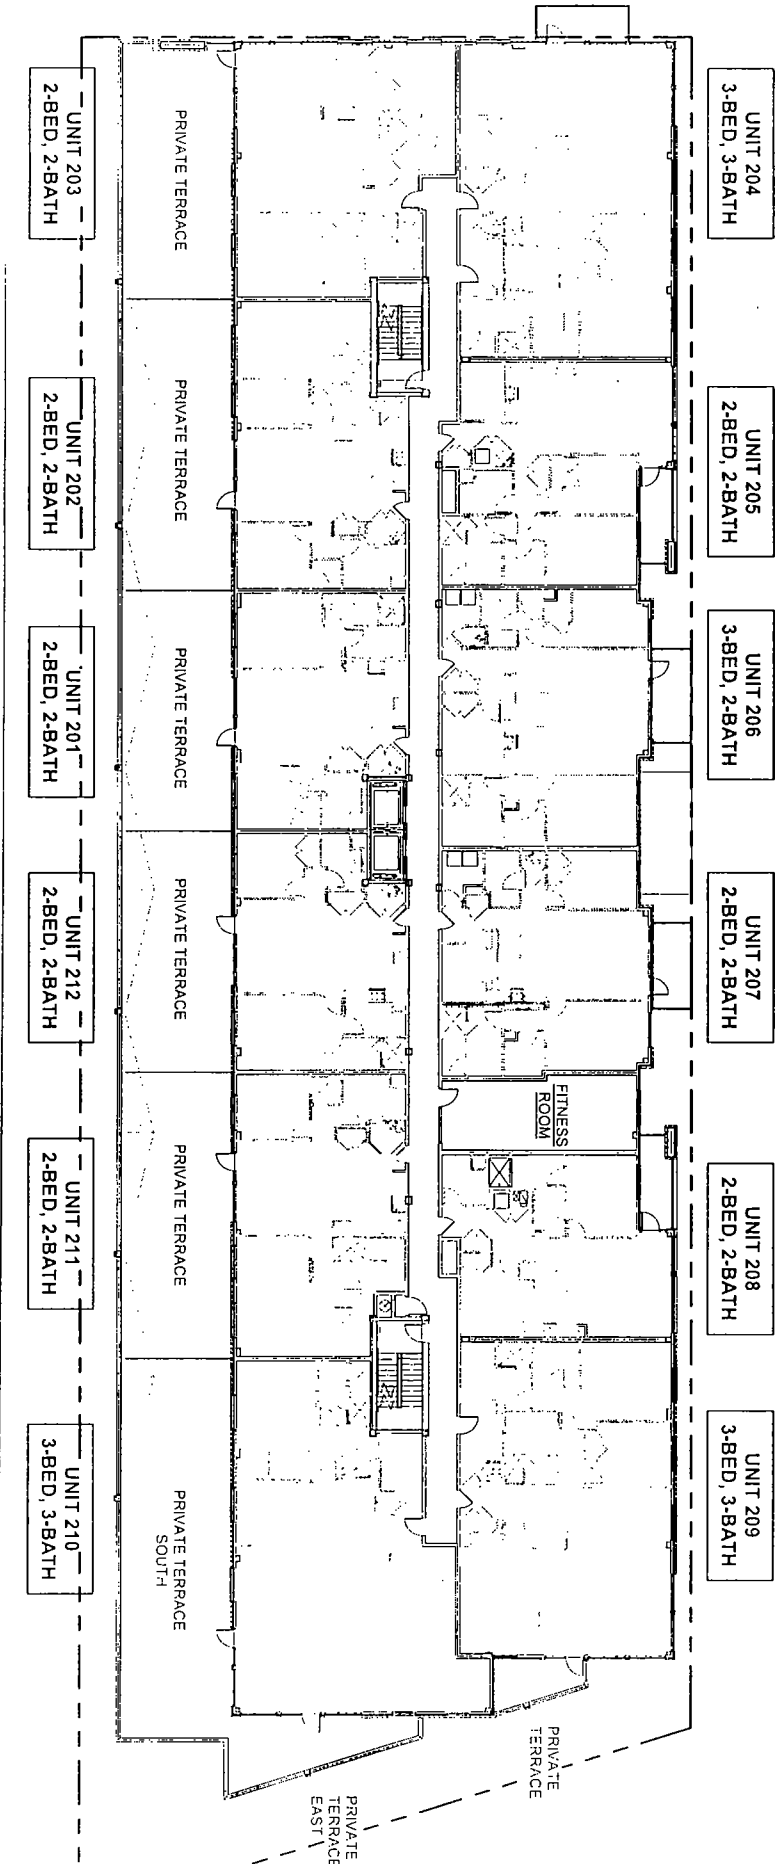 UNIT 204
3-BED, 3-BATH
UNIT 205
2-BED, 2-BATH
UNIT 206
3-BED, 2-BATH
UNIT 207
2-BED, 2-BATH
UNIT 208
2-BED, 2-BATH
UNIT 209
3-BED, 3-BATH
FITNESS
ROOM
PRIVATE
TERRACE
PRIVATE
TERRACE
EAST
PRIVATE TERRACE
PRIVATE TERRACE
PRIVATE TERRACE
PRIVATE TERRACE
PRIVATE TERRACE
PRIVATE TERRACE
SOUTH
UNIT 203
2-BED, 2-BATH
UNIT 202
2-BED, 2-BATH
UNIT 201
2-BED, 2-BATH
UNIT 212
2-BED, 2-BATH
UNIT 211
2-BED, 2-BATH
UNIT 210
3-BED, 3-BATH